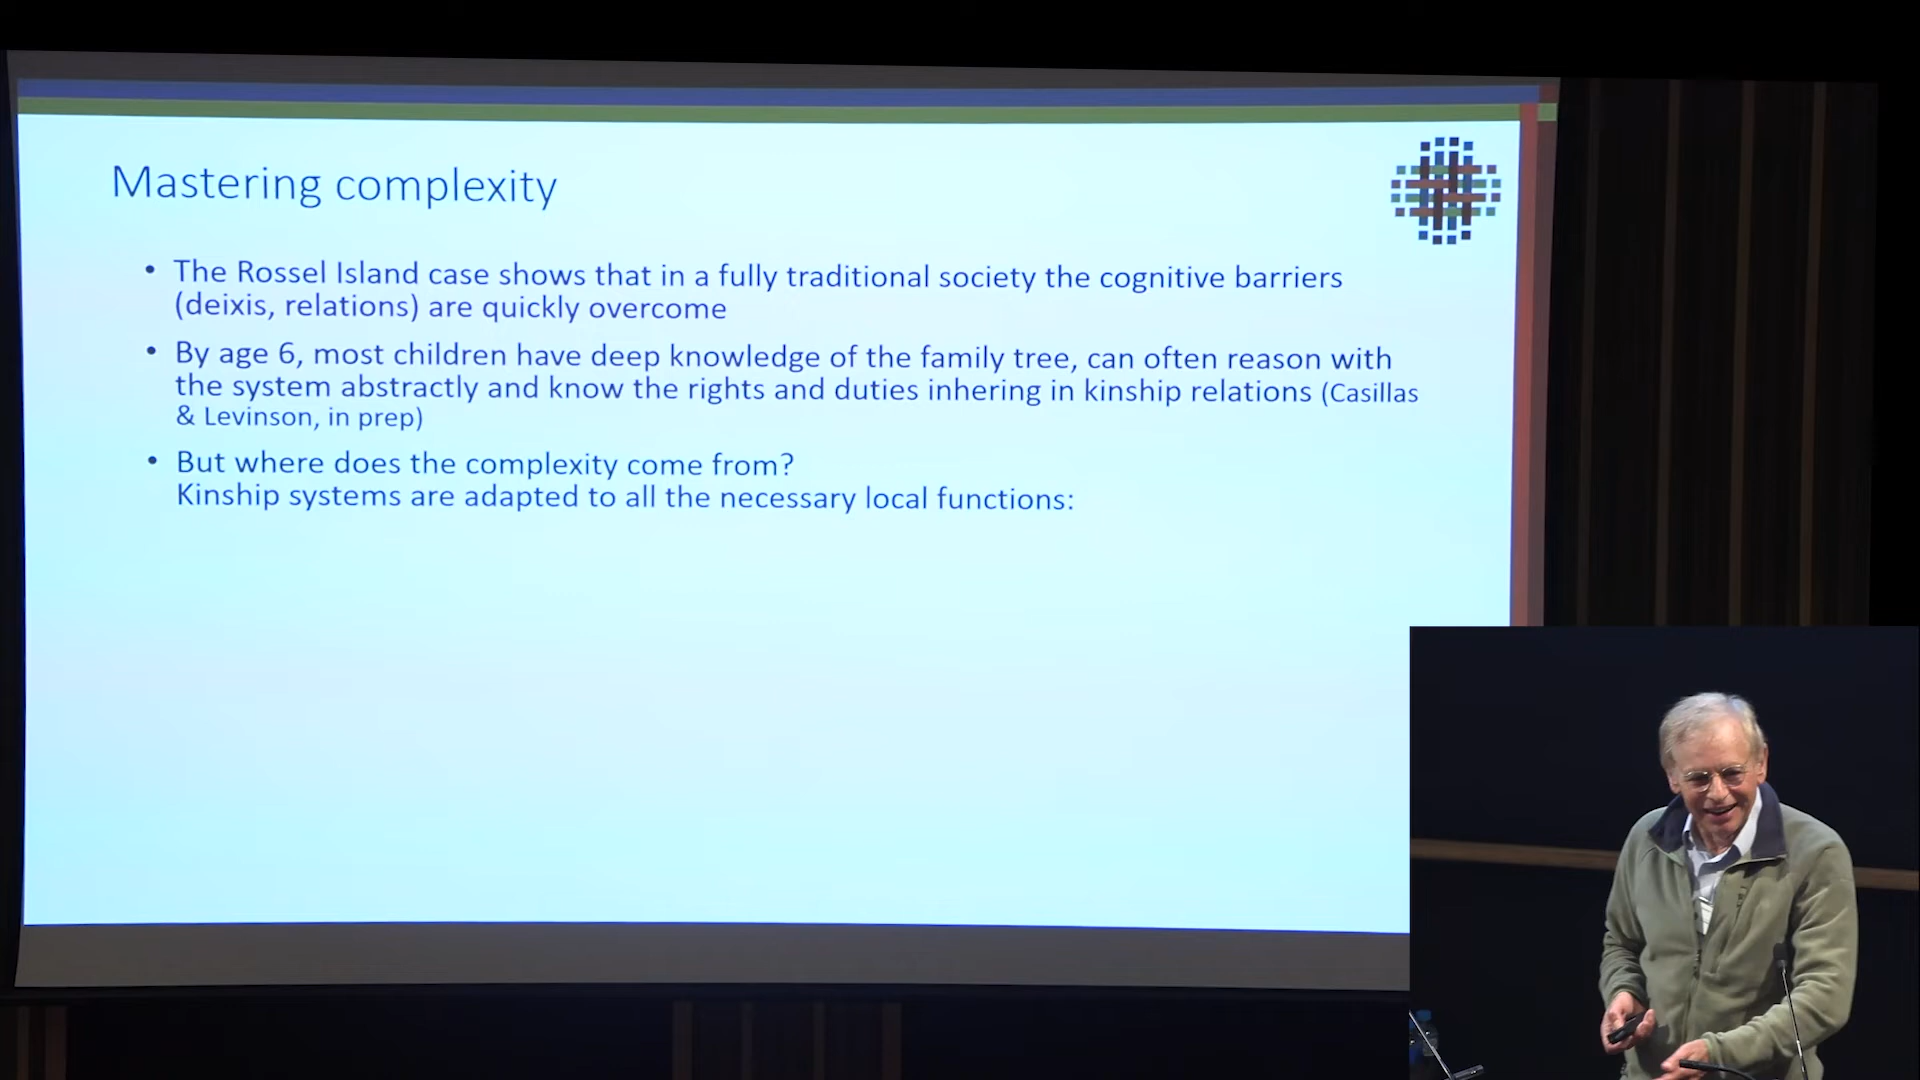 Mastering complexity
• The Rossel Island case shows that in a fully traditional society the cognitive barriers
(deixis, relations) are quickly overcome
• By age 6, most children have deep knowledge of the family tree, can often reason with
the system abstractly and know the rights and duties inhering in kinship relations (Casillas
& Levinson, in prep)
• But where does the complexity come from?
Kinship systems are adapted to all the necessary local functions: